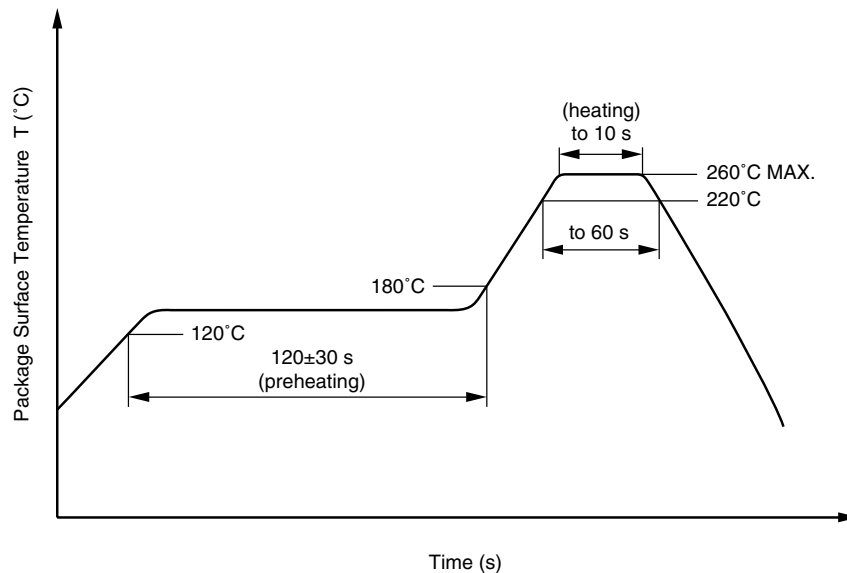 Package Surface Temperature T (˚C)
(heating)
to 10 s
260˚C MAX.
220˚C
to 60 s
180˚C
120˚C
120±30 s
(preheating)
Time (s)